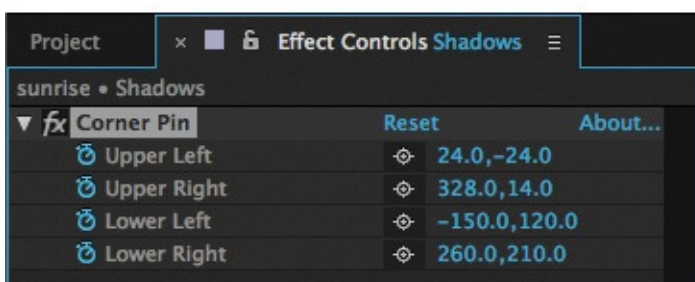 Project × Effect Controls Shadows
sunrise • Shadows
fx Corner Pin Reset About...
Upper Left 24.0,-24.0
Upper Right 328.0,14.0
Lower Left -150.0,120.0
Lower Right 260.0,210.0